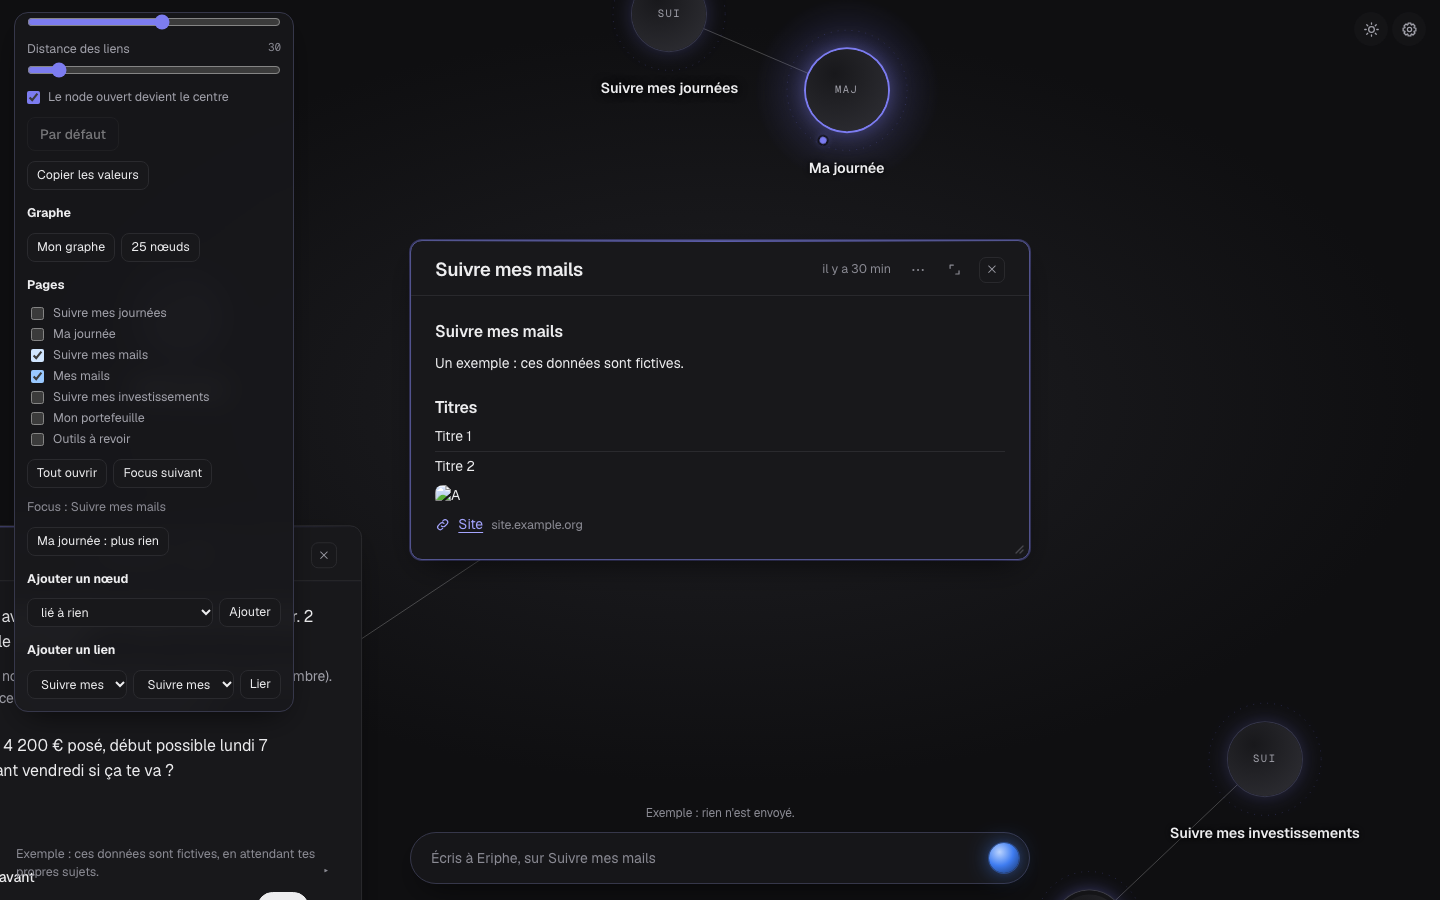 Distance des liens 30
Le node ouvert devient le centre
Par défaut
Copier les valeurs
Graphe
Mon graphe 25 nœuds
Pages
Suivre mes journées
Ma journée
Suivre mes mails
Mes mails
Suivre mes investissements
Mon portefeuille
Outils à revoir
Tout ouvrir Focus suivant
Focus : Suivre mes mails
Ma journée : plus rien
Ajouter un nœud
lié à rien Ajouter
Ajouter un lien
Suivre mes Suivre mes Lier
r. 2
le
mbre).
4 200 € posé, début possible lundi 7
ant vendredi si ça te va ?
Exemple : ces données sont fictives, en attendant tes
propres sujets.
avant
SUI
Suivre mes journées
MAJ
Ma journée
Suivre mes mails il y a 30 min
Suivre mes mails
Un exemple : ces données sont fictives.
Titres
Titre 1
Titre 2
A
Site site.example.org
Exemple : rien n'est envoyé.
Écris à Eriphe, sur Suivre mes mails
SUI
Suivre mes investissements